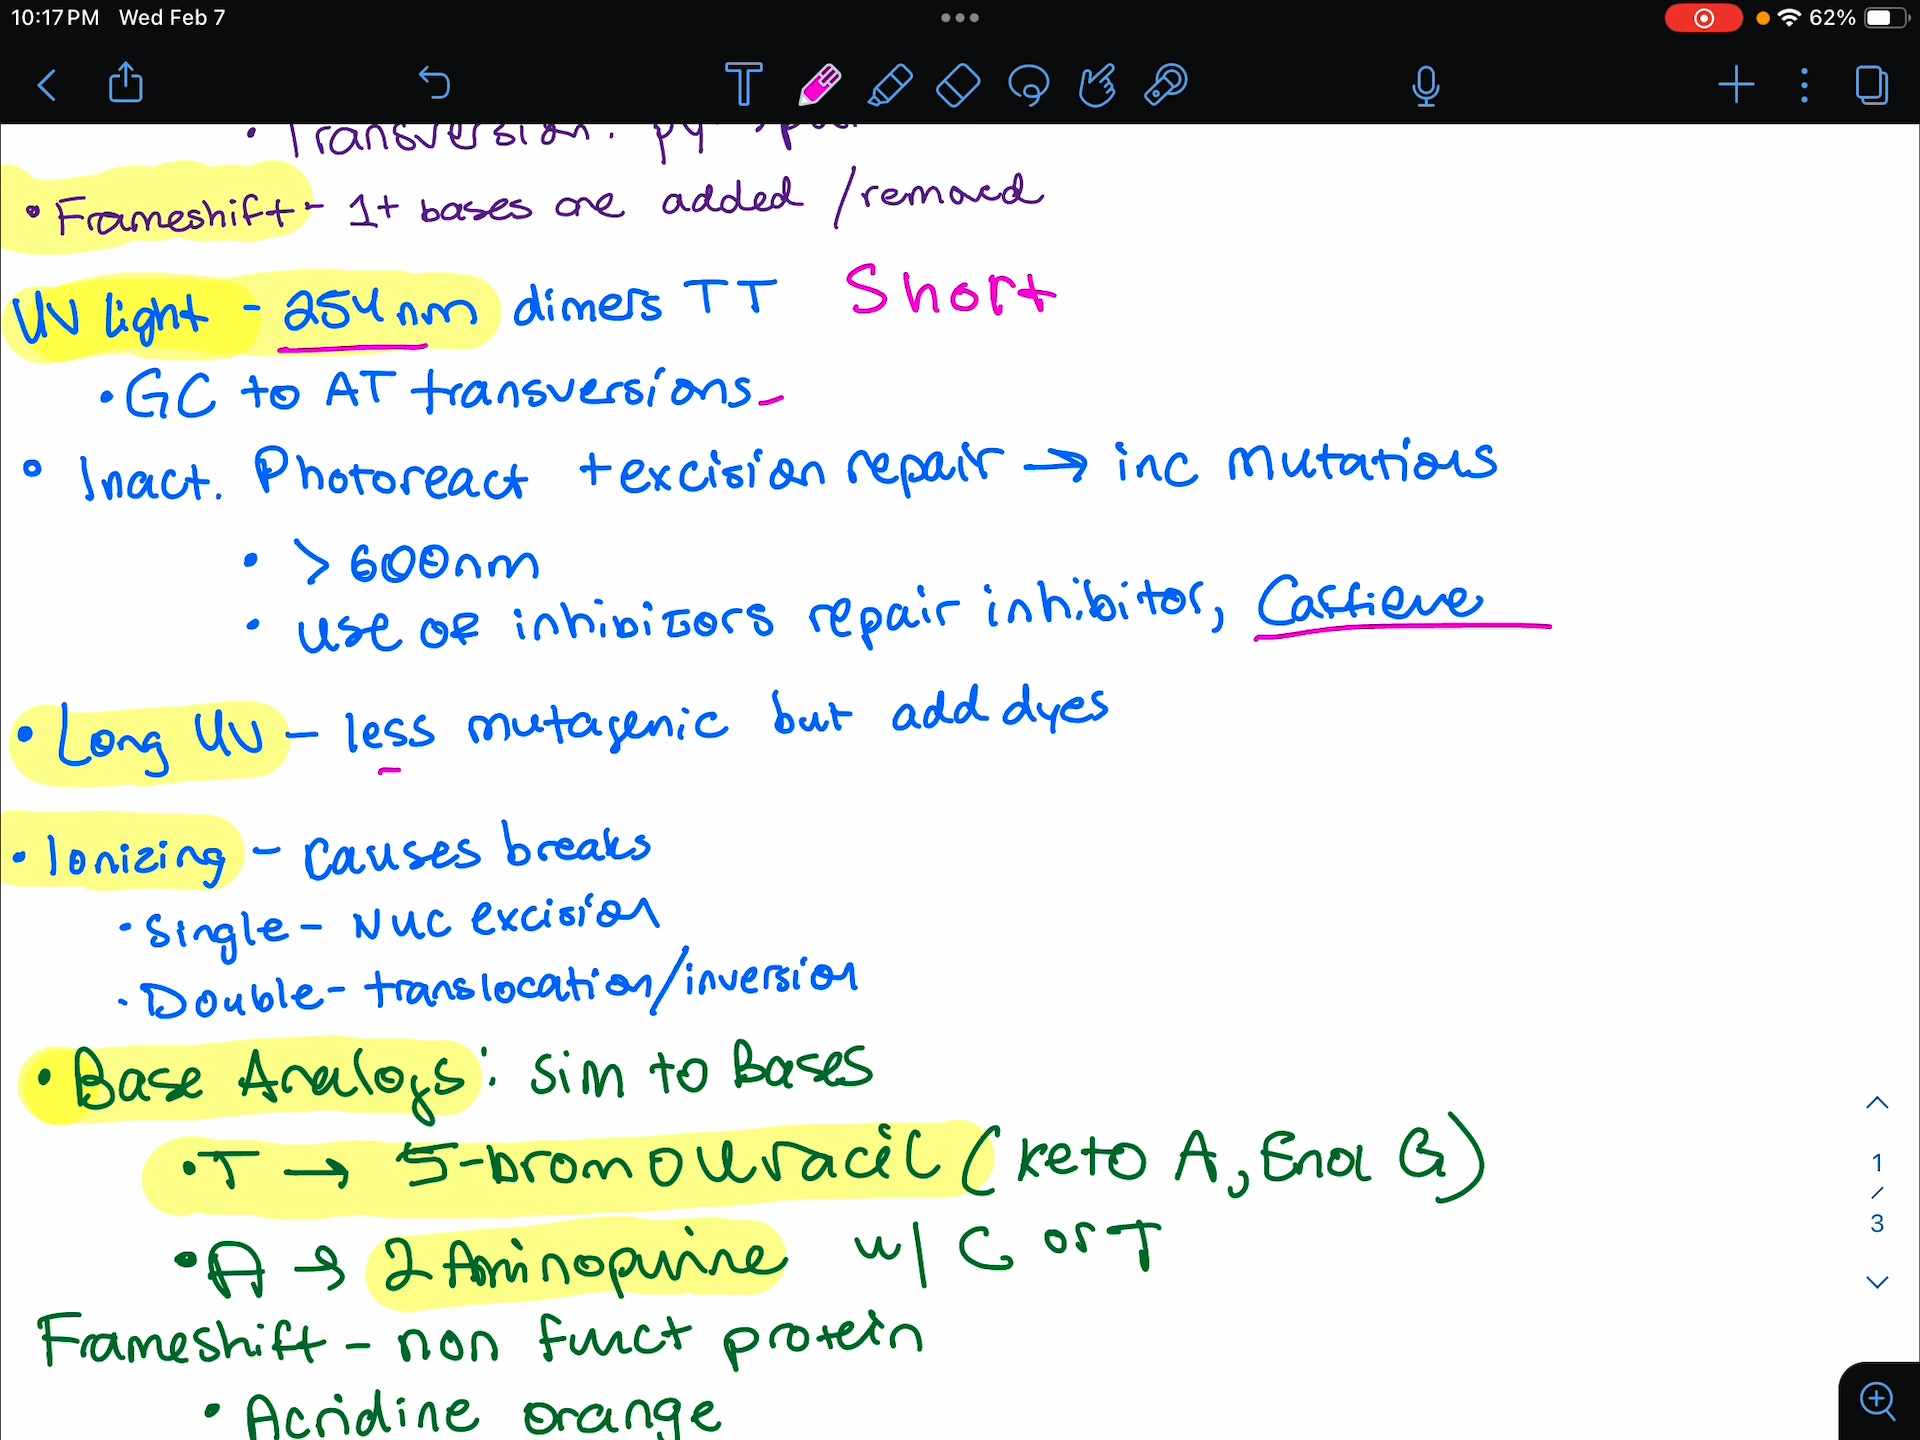 10:17 PM Wed Feb 7
62%
T
• Transversion: py
• Frameshift - 1+ bases are added / removed
UV light - 254 nm dimers TT Short
• GC to AT transversions
• Inact. Photoreact + excision repair → inc mutations
• > 600nm
• use of inhibitors repair inhibitor, Caffiene
• Long UV - less mutagenic but add dyes
• Ionizing - causes breaks
• Single - Nuc excision
• Double - translocation/inversion
• Base Analogs: sim to Bases
• T → 5-bromouracil (keto A, Enol G)
• A → 2 Aminopurine w/ C or T
1
/
3
Frameshift - non funct protein
• Acridine orange